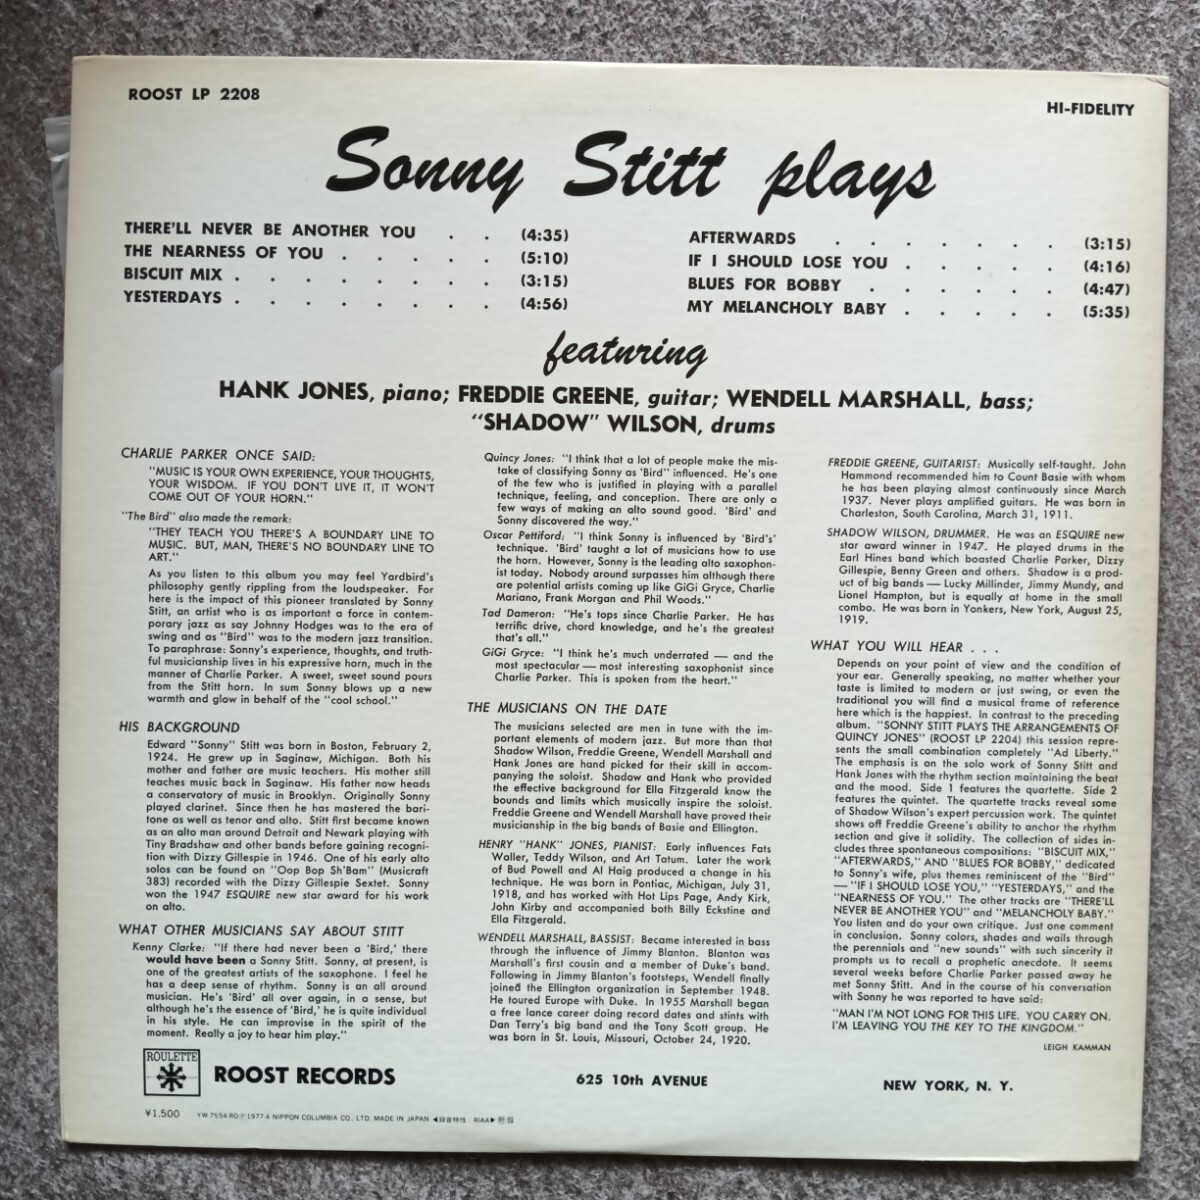 ROOST LP 2208
HI-FIDELITY
Sonny Stitt plays
THERE'LL NEVER BE ANOTHER YOU . . (4:35)
THE NEARNESS OF YOU . . . . . (5:10)
BISCUIT MIX . . . . . . . . (3:15)
YESTERDAYS . . . . . . . . (4:56)
AFTERWARDS . . . . . . . (3:15)
IF I SHOULD LOSE YOU . . . . . (4:16)
BLUES FOR BOBBY . . . . . . (4:47)
MY MELANCHOLY BABY . . . . . (5:35)
featuring
HANK JONES, piano; FREDDIE GREENE, guitar; WENDELL MARSHALL, bass;
"SHADOW" WILSON, drums
CHARLIE PARKER ONCE SAID:
"MUSIC IS YOUR OWN EXPERIENCE, YOUR THOUGHTS,
YOUR WISDOM. IF YOU DON'T LIVE IT, IT WON'T
COME OUT OF YOUR HORN."
"The Bird" also made the remark:
"THEY TEACH YOU THERE'S A BOUNDARY LINE TO
MUSIC. BUT, MAN, THERE'S NO BOUNDARY LINE TO
ART."
As you listen to this album you may feel Yardbird's
philosophy gently rippling from the loudspeaker. For
here is the impact of this pioneer translated by Sonny
Stitt, an artist who is as important a force in contem-
porary jazz as say Johnny Hodges was to the era of
swing and as "Bird" was to the modern jazz transition.
To paraphrase: Sonny's experience, thoughts, and truth-
ful musicianship lives in his expressive horn, much in the
manner of Charlie Parker. A sweet, sweet sound pours
from the Stitt horn. In sum Sonny blows up a new
warmth and glow in behalf of the "cool school."
HIS BACKGROUND
Edward "Sonny" Stitt was born in Boston, February 2,
1924. He grew up in Saginaw, Michigan. Both his
mother and father are music teachers. His mother still
teaches music back in Saginaw. His father now heads
a conservatory of music in Brooklyn. Originally Sonny
played clarinet. Since then he has mastered the bari-
tone as well as tenor and alto. Stitt first became known
as an alto man around Detroit and Newark playing with
Tiny Bradshaw and other bands before gaining recogni-
tion with Dizzy Gillespie in 1946. One of his early alto
solos can be found on "Oop Bop Sh'Bam" (Musicraft
383) recorded with the Dizzy Gillespie Sextet. Sonny
won the 1947 ESQUIRE new star award for his work
on alto.
WHAT OTHER MUSICIANS SAY ABOUT STITT
Kenny Clarke: "If there had never been a 'Bird,' there
would have been a Sonny Stitt. Sonny, at present, is
one of the greatest artists of the saxophone. I feel he
has a deep sense of rhythm. Sonny is an all around
musician. He's 'Bird' all over again, in a sense, but
although he's the essence of 'Bird,' he is quite individual
in his style. He can improvise in the spirit of the
moment. Really a joy to hear him play."
Quincy Jones: "I think that a lot of people make the mis-
take of classifying Sonny as 'Bird" influenced. He's one
of the few who is justified in playing with a parallel
technique, feeling, and conception. There are only a
few ways of making an alto sound good. 'Bird' and
Sonny discovered the way."
Oscar Pettiford: "I think Sonny is influenced by 'Bird's'
technique. 'Bird' taught a lot of musicians how to use
the horn. However, Sonny is the leading alto saxophon-
ist today. Nobody around surpasses him although there
are potential artists coming up like GiGi Gryce, Charlie
Mariano, Frank Morgan and Phil Woods."
Tad Dameron: "He's tops since Charlie Parker. He has
terrific drive, chord knowledge, and he's the greatest
that's all."
GiGi Gryce: "I think he's much underrated — and the
most spectacular — most interesting saxophonist since
Charlie Parker. This is spoken from the heart."
THE MUSICIANS ON THE DATE
The musicians selected are men in tune with the im-
portant elements of modern jazz. But more than that
Shadow Wilson, Freddie Greene, Wendell Marshall and
Hank Jones are hand picked for their skill in accom-
panying the soloist. Shadow and Hank who provided
the effective background for Ella Fitzgerald know the
bounds and limits which musically inspire the soloist.
Freddie Greene and Wendell Marshall have proved their
musicianship in the big bands of Basie and Ellington.
HENRY "HANK" JONES, PIANIST: Early influences Fats
Waller, Teddy Wilson, and Art Tatum. Later the work
of Bud Powell and Al Haig produced a change in his
technique. He was born in Pontiac, Michigan, July 31,
1918, and has worked with Hot Lips Page, Andy Kirk,
John Kirby and accompanied both Billy Eckstine and
Ella Fitzgerald.
WENDELL MARSHALL, BASSIST: Became interested in bass
through the influence of Jimmy Blanton. Blanton was
Marshall's first cousin and a member of Duke's band.
Following in Jimmy Blanton's footsteps, Wendell finally
joined the Ellington organization in September 1948.
He toured Europe with Duke. In 1955 Marshall began
a free lance career doing record dates and stints with
Dan Terry's big band and the Tony Scott group. He
was born in St. Louis, Missouri, October 24, 1920.
FREDDIE GREENE, GUITARIST: Musically self-taught. John
Hammond recommended him to Count Basie with whom
he has been playing almost continuously since March
1937. Never plays amplified guitars. He was born in
Charleston, South Carolina, March 31, 1911.
SHADOW WILSON, DRUMMER. He was an ESQUIRE new
star award winner in 1947. He played drums in the
Earl Hines band which boasted Charlie Parker, Dizzy
Gillespie, Benny Green and others. Shadow is a prod-
uct of big bands — Lucky Millinder, Jimmy Mundy, and
Lionel Hampton, but is equally at home in the small
combo. He was born in Yonkers, New York, August 25,
1919.
WHAT YOU WILL HEAR . . .
Depends on your point of view and the condition of
your ear. Generally speaking, no matter whether your
taste is limited to modern or just swing, or even the
traditional you will find a musical frame of reference
here which is the happiest. In contrast to the preceding
album. "SONNY STITT PLAYS THE ARRANGEMENTS OF
QUINCY JONES" (ROOST LP 2204) this session repre-
sents the small combination completely "Ad Liberty."
The emphasis is on the solo work of Sonny Stitt and
Hank Jones with the rhythm section maintaining the beat
and the mood. Side 1 features the quartette. Side 2
features the quintet. The quartette tracks reveal some
of Shadow Wilson's expert percussion work. The quintet
shows off Freddie Greene's ability to anchor the rhythm
section and give it solidity. The collection of sides in-
cludes three spontaneous compositions: "BISCUIT MIX,"
"AFTERWARDS," AND "BLUES FOR BOBBY," dedicated
to Sonny's wife, plus themes reminiscent of the "Bird"
— "IF I SHOULD LOSE YOU," "YESTERDAYS," and the
"NEARNESS OF YOU." The other tracks are "THERE'LL
NEVER BE ANOTHER YOU" and "MELANCHOLY BABY."
You listen and do your own critique. Just one comment
in conclusion. Sonny colors, shades and wails through
the perennials and "new sounds" with such sincerity it
prompts us to recall a prophetic anecdote. It seems
several weeks before Charlie Parker passed away he
met Sonny Stitt. And in the course of his conversation
with Sonny he was reported to have said:
"MAN I'M NOT LONG FOR THIS LIFE. YOU CARRY ON.
I'M LEAVING YOU THE KEY TO THE KINGDOM."
LEIGH KAMMAN
ROULETTE
ROOST RECORDS
625 10th AVENUE
NEW YORK, N. Y.
¥1,500 YW-7554-RO Ⓟ1977·4 NIPPON COLUMBIA CO., LTD. MADE IN JAPAN ◀録音特性:RIAA▶